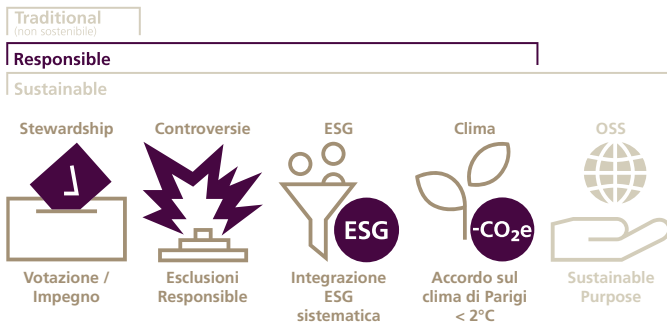 Traditional
(non sostenibile)
Responsible
Sustainable
Stewardship
Controversie
ESG
Clima
OSS
ESG
-CO₂e
Votazione /
Impegno
Esclusioni
Responsible
Integrazione
ESG
sistematica
Accordo sul
clima di Parigi
< 2°C
Sustainable
Purpose